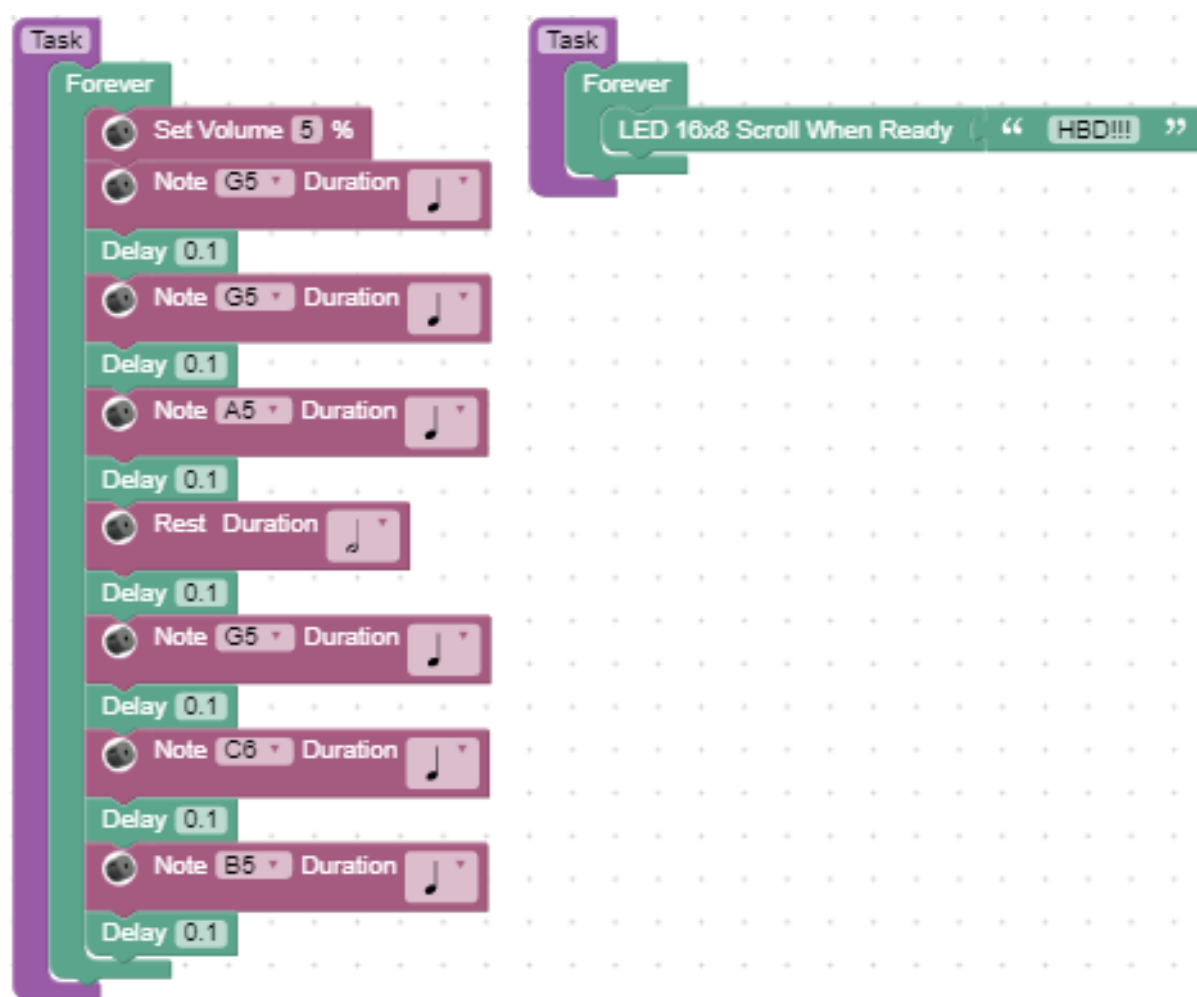 Task
Forever
Set Volume 5 %
Note G5 Duration
Delay 0.1
Note G5 Duration
Delay 0.1
Note A5 Duration
Delay 0.1
Rest Duration
Delay 0.1
Note G5 Duration
Delay 0.1
Note C6 Duration
Delay 0.1
Note B5 Duration
Delay 0.1
Task
Forever
LED 16x8 Scroll When Ready “ HBD!!! ”